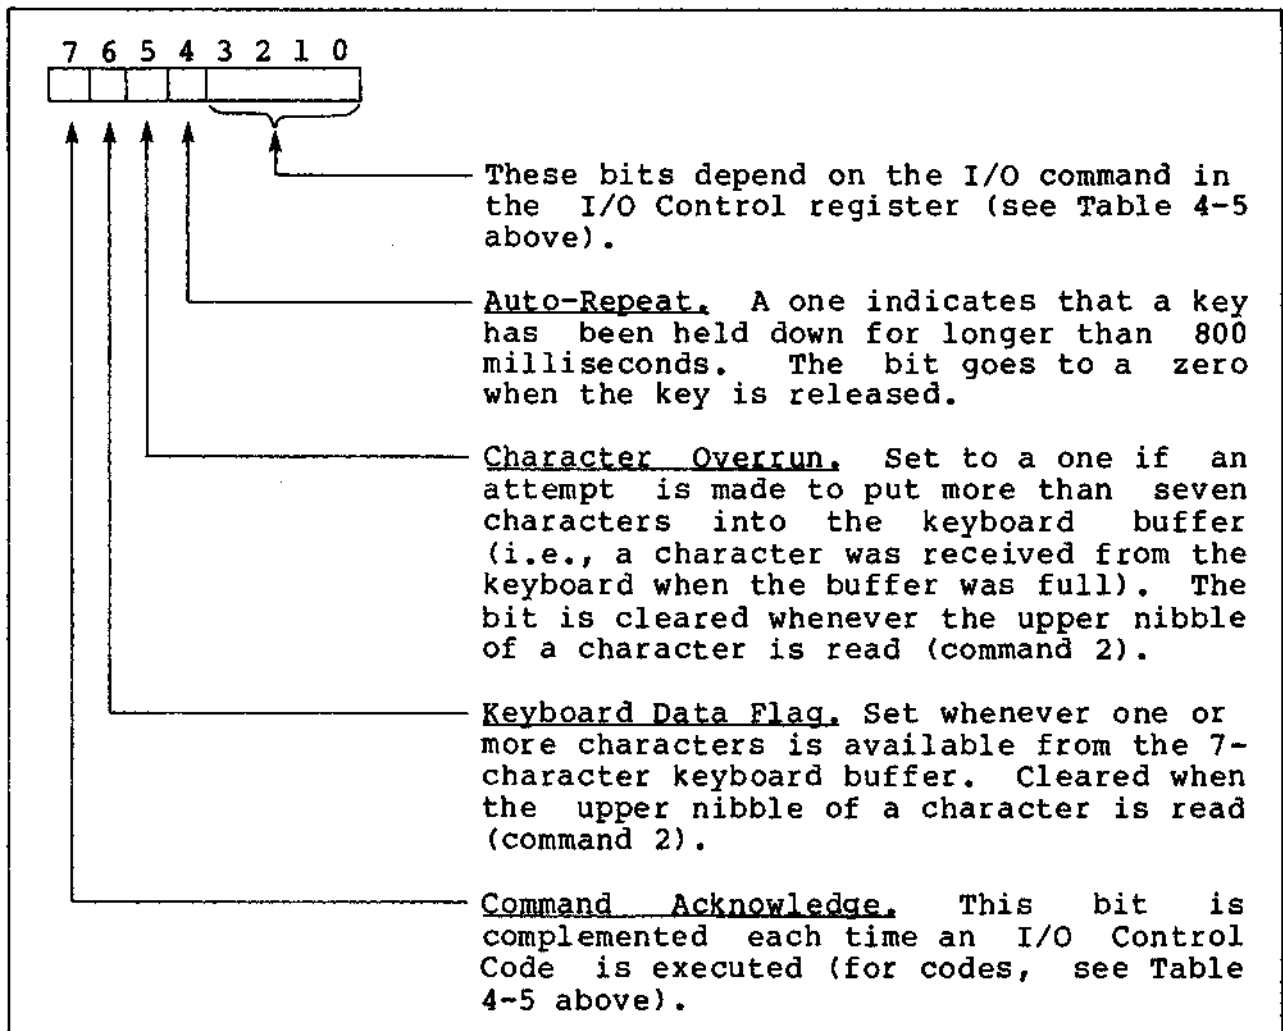 7 6 5 4 3 2 1 0
These bits depend on the I/O command in
the I/O Control register (see Table 4-5
above).
Auto-Repeat. A one indicates that a key
has been held down for longer than 800
milliseconds. The bit goes to a zero
when the key is released.
Character Overrun. Set to a one if an
attempt is made to put more than seven
characters into the keyboard buffer
(i.e., a character was received from the
keyboard when the buffer was full). The
bit is cleared whenever the upper nibble
of a character is read (command 2).
Keyboard Data Flag. Set whenever one or
more characters is available from the 7-
character keyboard buffer. Cleared when
the upper nibble of a character is read
(command 2).
Command Acknowledge. This bit is
complemented each time an I/O Control
Code is executed (for codes, see Table
4-5 above).